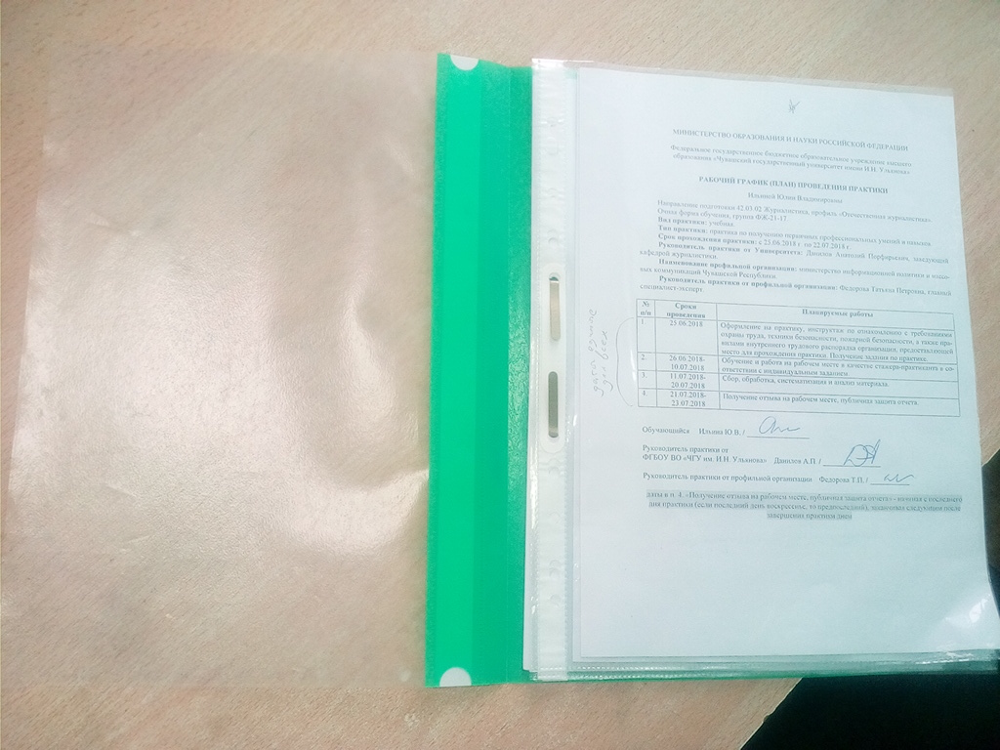 МИНИСТЕРСТВО ОБРАЗОВАНИЯ И НАУКИ РОССИЙСКОЙ ФЕДЕРАЦИИ
Федеральное государственное бюджетное образовательное учреждение высшего
образования «Чувашский государственный университет имени И.Н. Ульянова»
РАБОЧИЙ ГРАФИК (ПЛАН) ПРОВЕДЕНИЯ ПРАКТИКИ
Ильиной Юлии Владимировны
Направление подготовки 42.03.02 Журналистика, профиль «Отечественная журналистика»
Очная форма обучения, группа ФЖ-21-17
Вид практики: учебная
Тип практики: практика по получению первичных профессиональных умений и навыков
Срок прохождения практики: с 25.06.2018 г. по 22.07.2018 г.
Руководитель практики от Университета: Данилов Анатолий Порфирьевич, заведующий
кафедрой журналистики.
Наименование профильной организации: министерство информационной политики и массо-
вых коммуникаций Чувашской Республики
Руководитель практики от профильной организации: Федорова Татьяна Петровна, главный
специалист-эксперт.
№ п/п Сроки проведения Планируемые работы
1. 25.06.2018 Оформление на практику, инструктаж по ознакомлению с требованиями
охраны труда, техники безопасности, пожарной безопасности, а также пра-
вилами внутреннего трудового распорядка организации, предоставляющей
место для прохождения практики. Получение задания по практике.
2. 26.06.2018- Обучение и работа на рабочем месте в качестве стажера-практиканта в со-
10.07.2018 ответствии с индивидуальным заданием.
3. 11.07.2018- Сбор, обработка, систематизация и анализ материала.
20.07.2018
4. 21.07.2018- Получение отзыва на рабочем месте, публичная защита отчета.
23.07.2018
Обучающийся Ильина Ю.В. /
Руководитель практики от
ФГБОУ ВО «ЧГУ им. И.Н. Ульянова» Данилов А.П. /
Руководитель практики от профильной организации Федорова Т.П. /
даты в п. 4. «Получение отзыва на рабочем месте, публичная защита отчета» - начиная с последнего
дня практики (если последний день воскресенье, то предпоследний), заканчивая следующим после
завершения практики днем